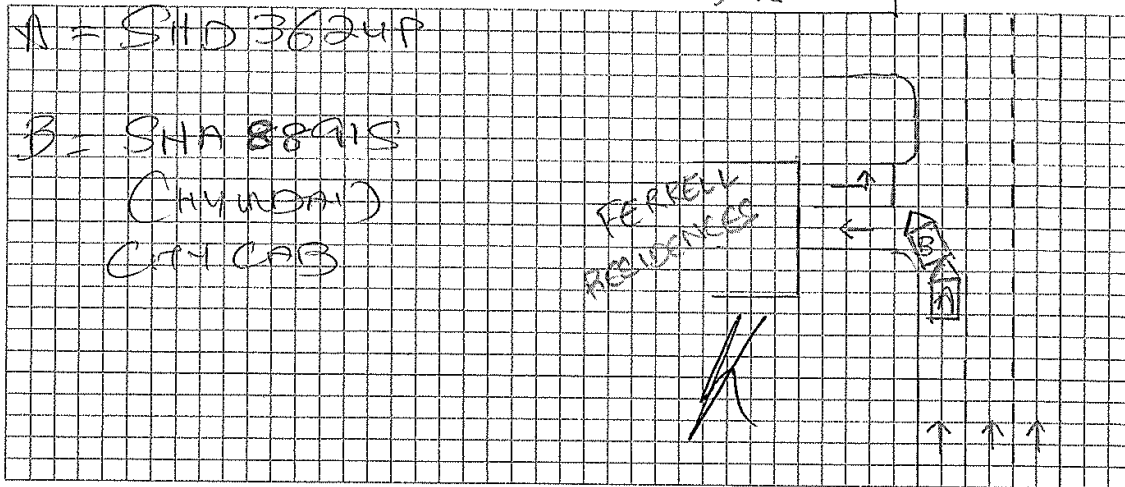 A = SHD 3624P
B = SHA 8891S
(HYUNDAI)
CITY CAB
FERRELL
RESIDENCES
B
A